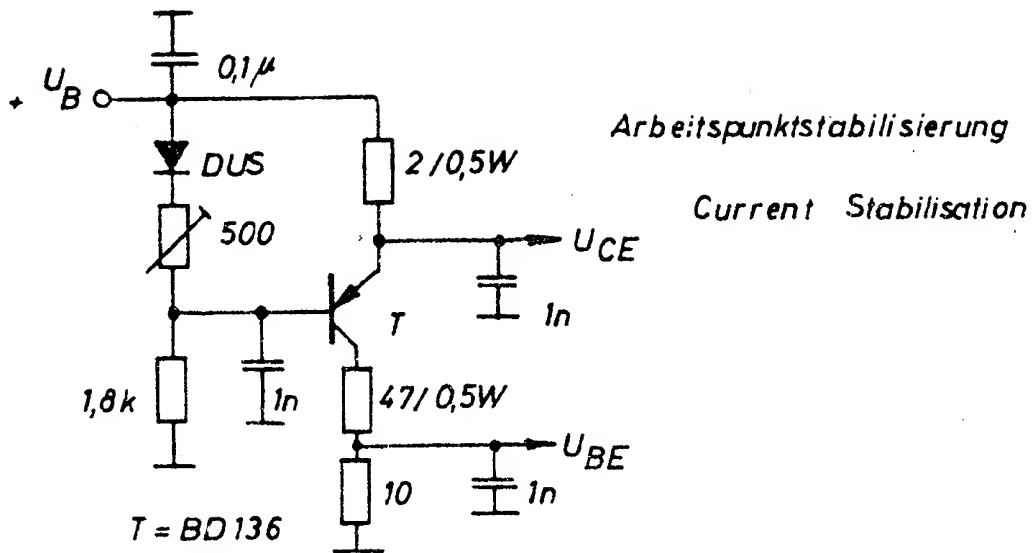 0,1µ
+ U_B
DUS
2/0,5W
Arbeitspunktstabilisierung
500
Current Stabilisation
U_CE
1n
T
1,8k
1n
47/0,5W
U_BE
10
1n
T = BD136